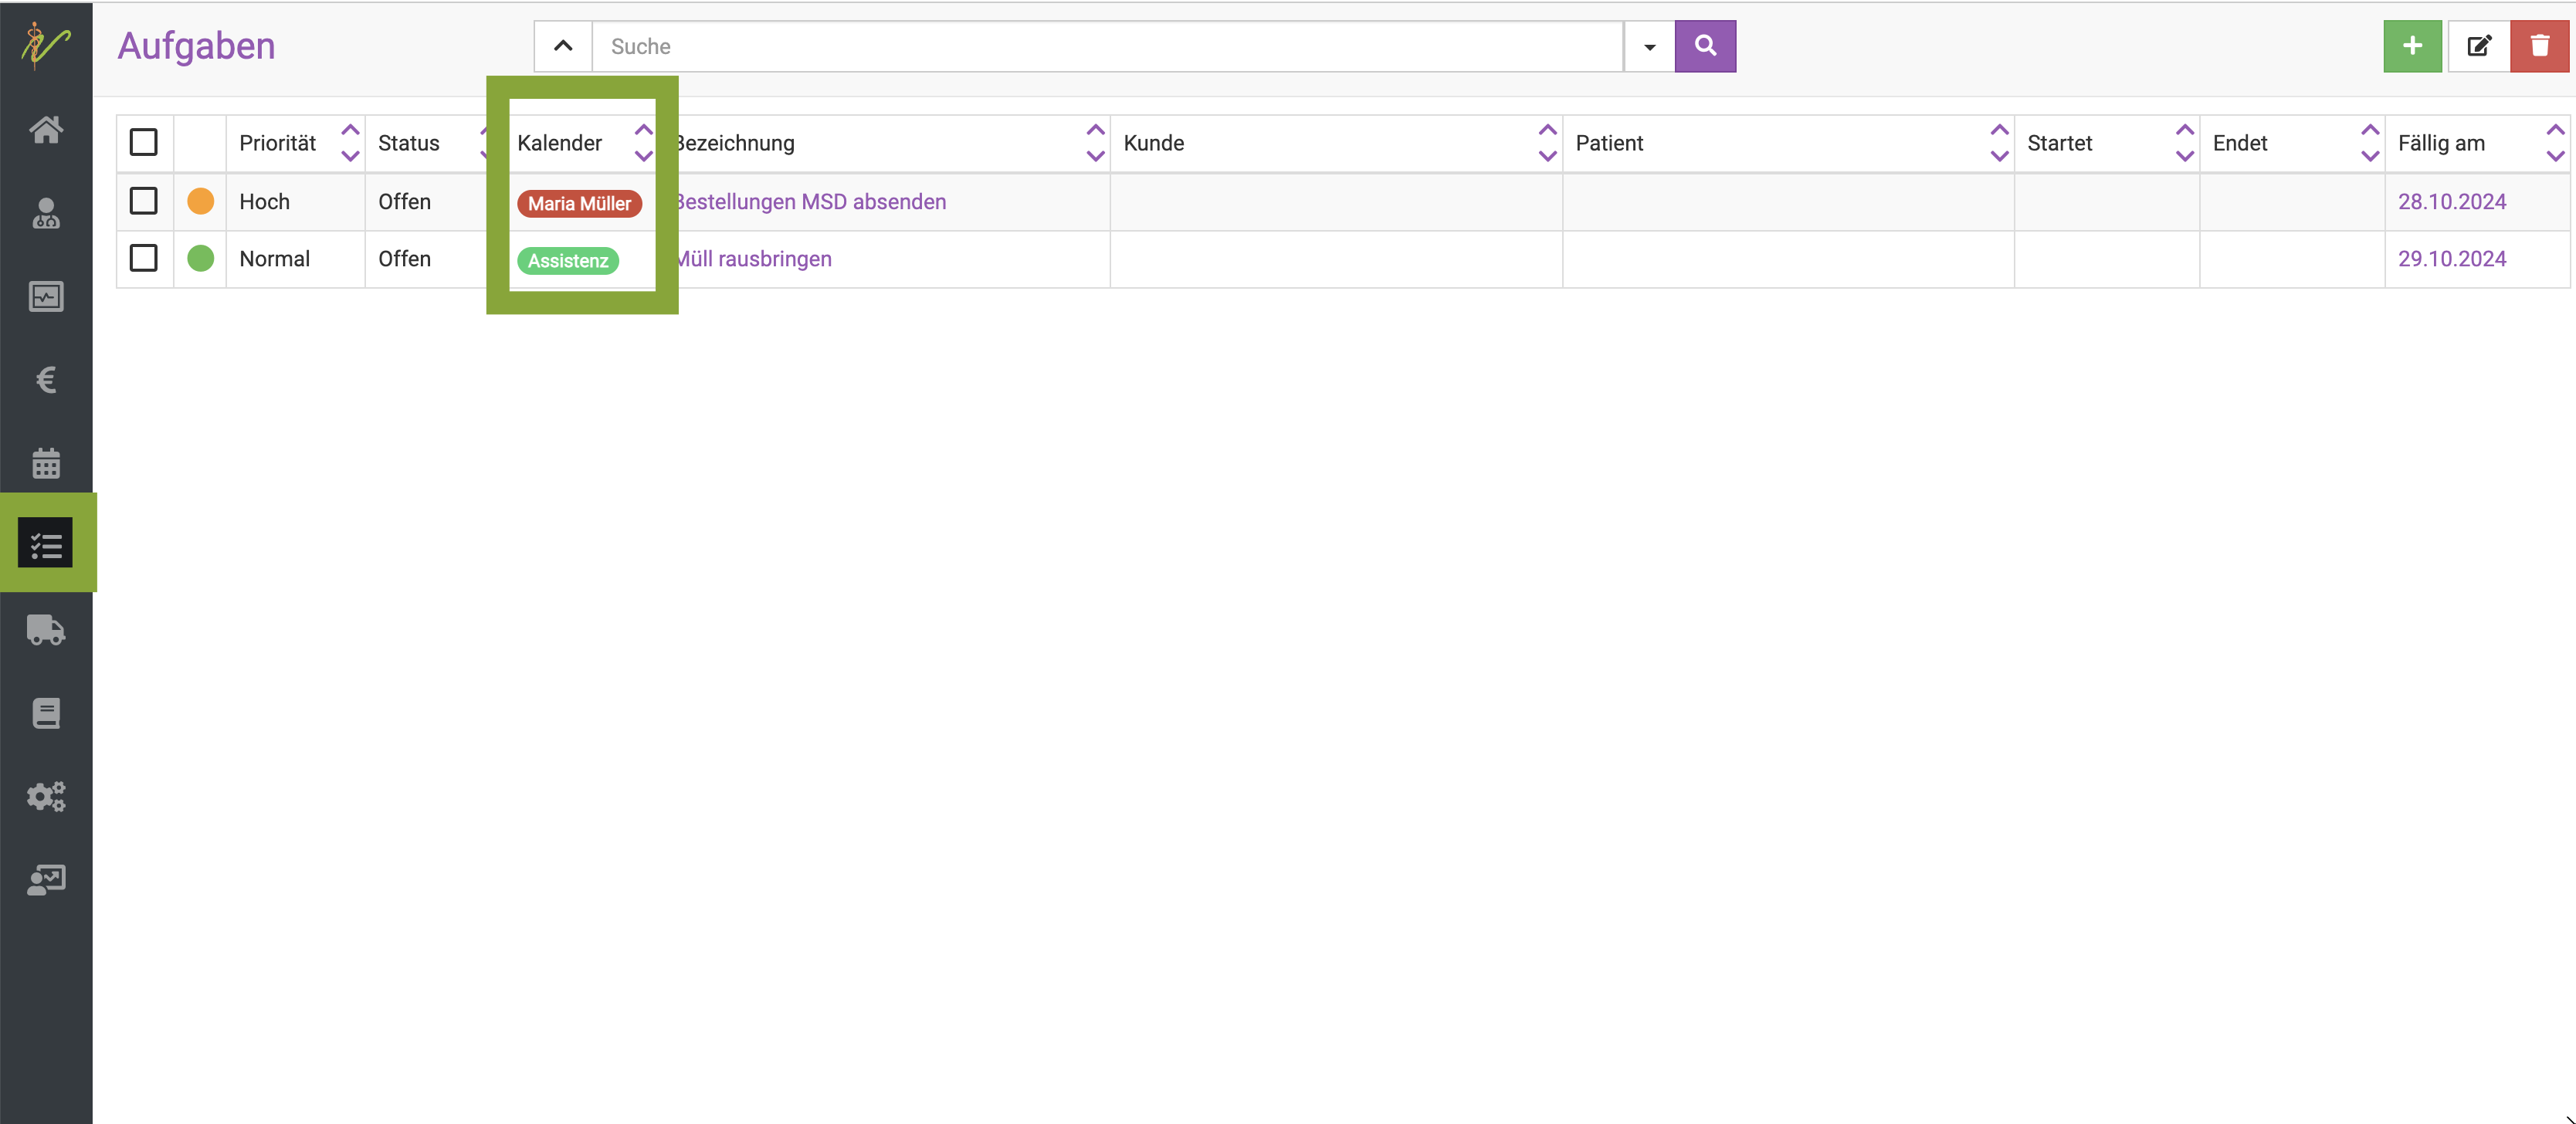 Aufgaben
Suche
Priorität Status Kalender Bezeichnung Kunde Patient Startet Endet Fällig am
Hoch Offen Maria Müller Bestellungen MSD absenden 28.10.2024
Normal Offen Assistenz Müll rausbringen 29.10.2024